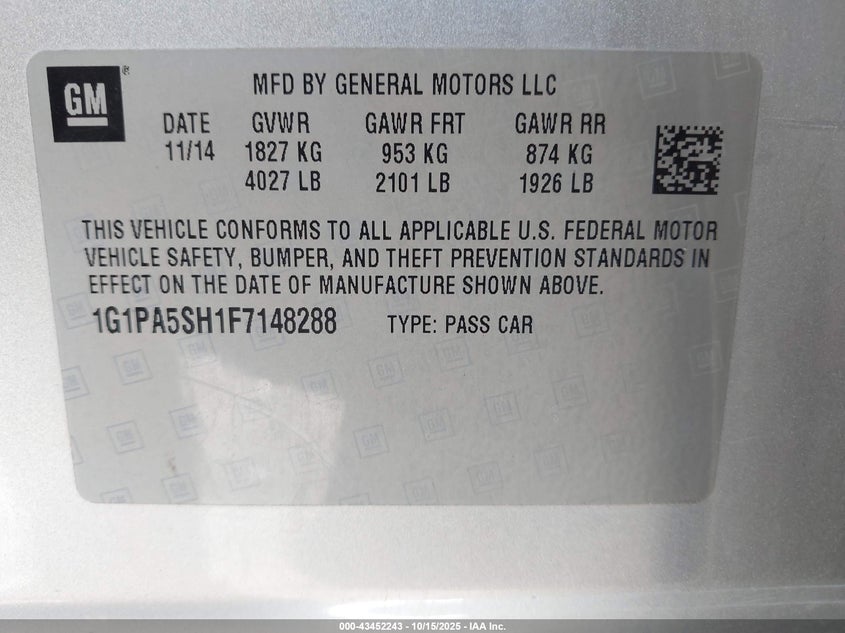 GM®
MFD BY GENERAL MOTORS LLC
DATE GVWR GAWR FRT GAWR RR
11/14 1827 KG 953 KG 874 KG
4027 LB 2101 LB 1926 LB
THIS VEHICLE CONFORMS TO ALL APPLICABLE U.S. FEDERAL MOTOR
VEHICLE SAFETY, BUMPER, AND THEFT PREVENTION STANDARDS IN
EFFECT ON THE DATE OF MANUFACTURE SHOWN ABOVE.
1G1PA5SH1F7148288 TYPE: PASS CAR
000-43452243 - 10/15/2025 - IAA Inc.